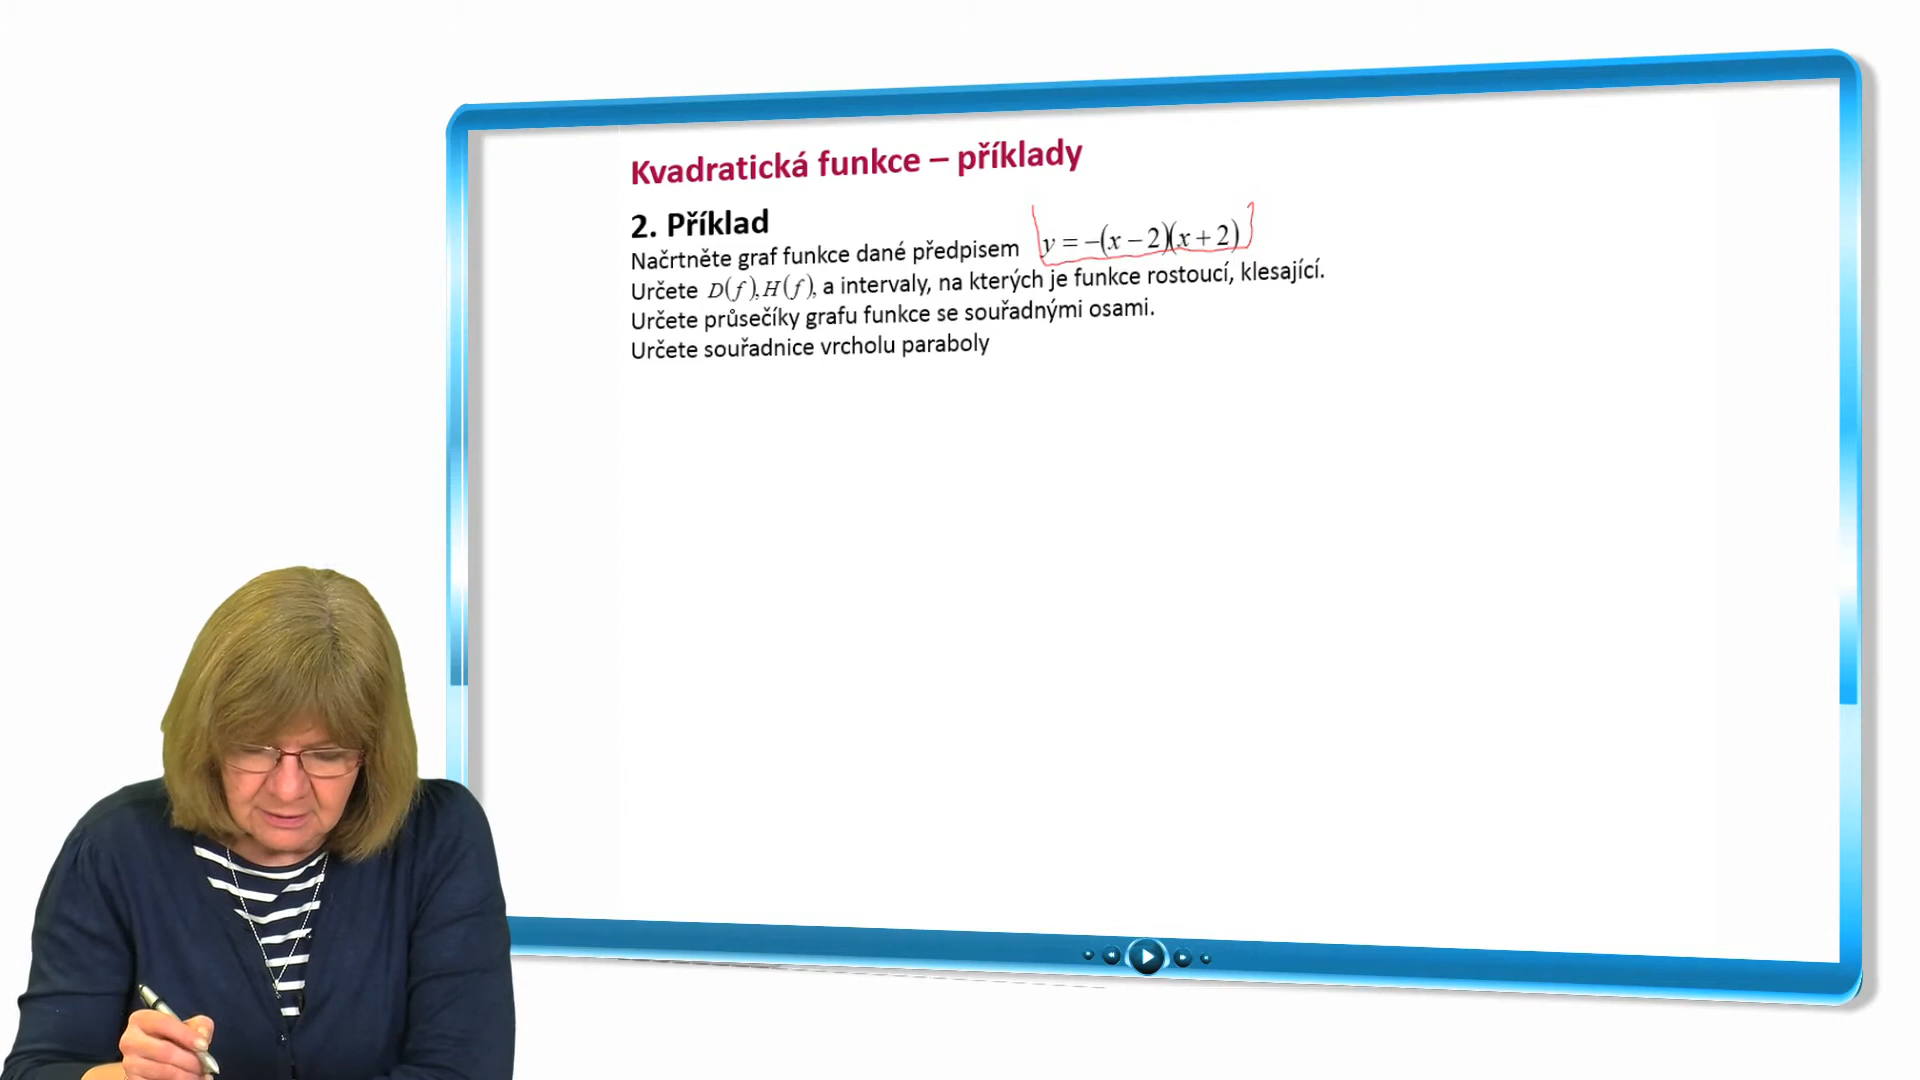 Kvadratická funkce – příklady
2. Příklad
Načrtněte graf funkce dané předpisem y = –(x – 2)(x + 2)
Určete D(f), H(f), a intervaly, na kterých je funkce rostoucí, klesající.
Určete průsečíky grafu funkce se souřadnými osami.
Určete souřadnice vrcholu paraboly